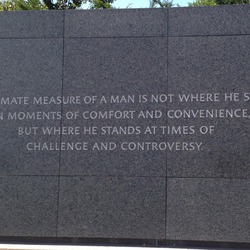 MATE MEASURE OF A MAN IS NOT WHERE HE S
N MOMENTS OF COMFORT AND CONVENIENCE,
BUT WHERE HE STANDS AT TIMES OF
CHALLENGE AND CONTROVERSY.